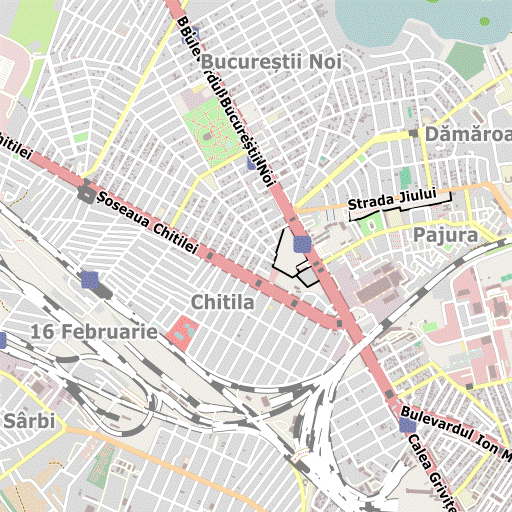 Bulevardul Bucureștii Noi
Bucureștii Noi
Dămăroa
Chitilei
Șoseaua Chitilei
Strada Jiului
Pajura
Chitila
16 Februarie
Sârbi
Bulevardul Ion M
Calea Griviței